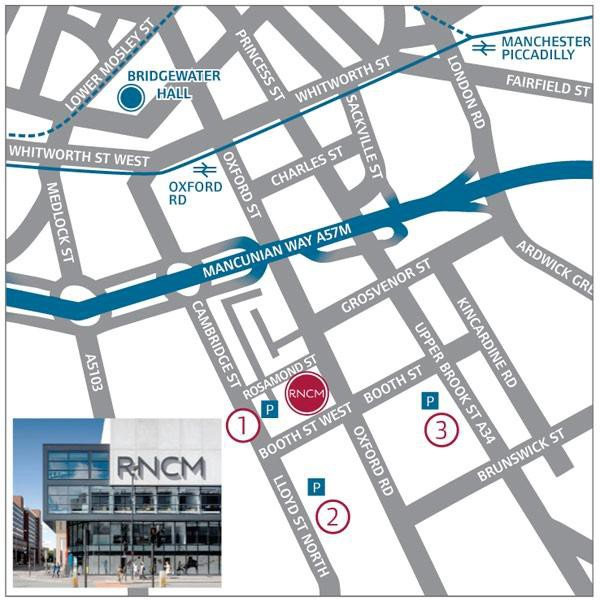 LOWER MOSLEY ST
PRINCESS ST
WHITWORTH ST
MANCHESTER
PICCADILLY
BRIDGEWATER
HALL
LONDON RD
FAIRFIELD ST
SACKVILLE ST
WHITWORTH ST WEST
OXFORD
RD
OXFORD ST
CHARLES ST
MEDLOCK ST
MANCUNIAN WAY A57M
ARDWICK GRE
GROSVENOR ST
CAMBRIDGE ST
KINCARDINE RD
UPPER BROOK ST A34
A5103
ROSAMOND ST
RNCM
BOOTH ST
P
1
P
3
BOOTH ST WEST
OXFORD RD
BRUNSWICK ST
RNCM
LLOYD ST NORTH
P
2